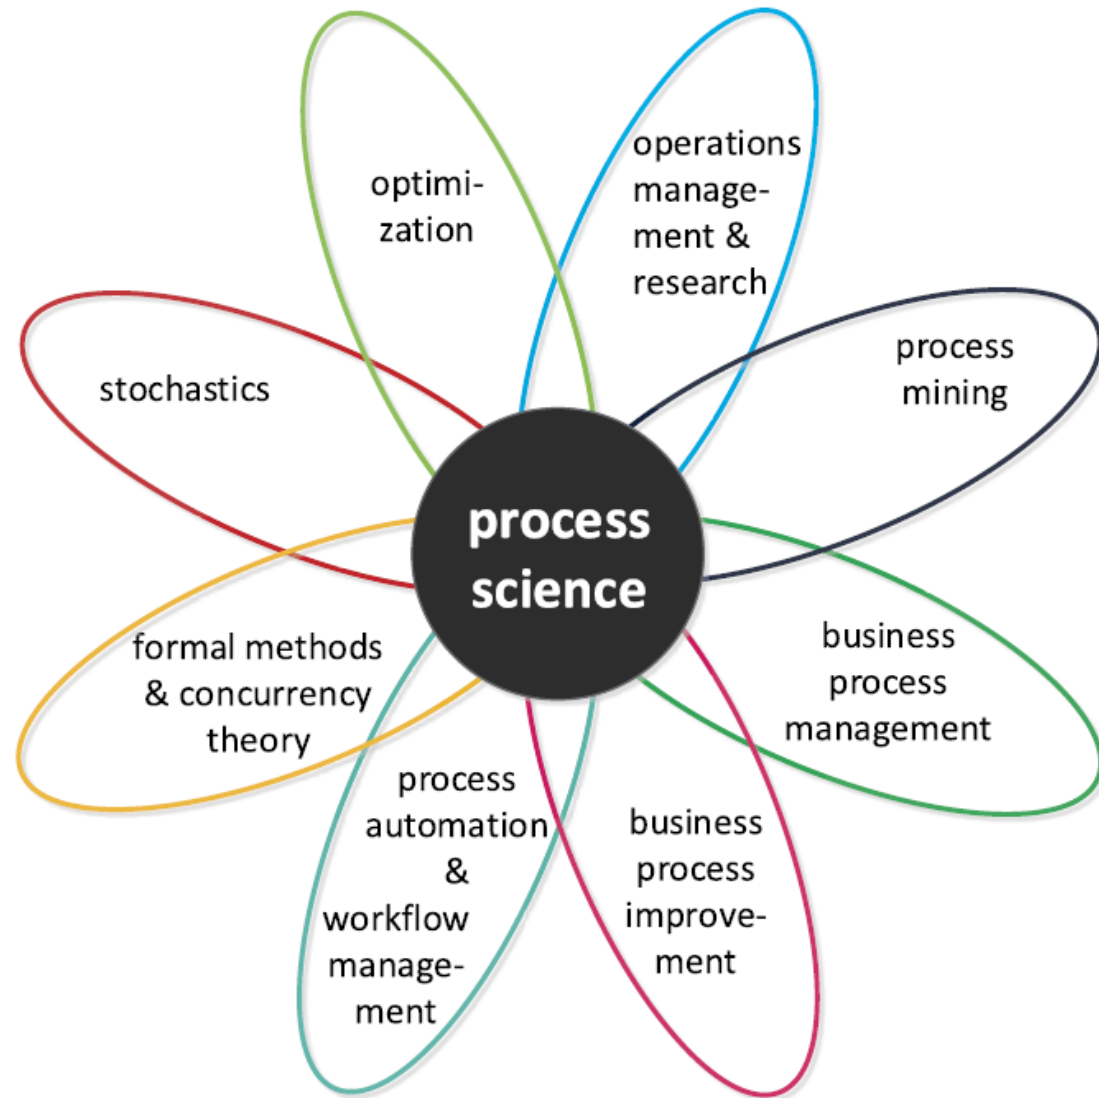 optimi-
zation
operations
manage-
ment &
research
process
mining
stochastics
process
science
formal methods
& concurrency
theory
business
process
management
process
automation
&
workflow
manage-
ment
business
process
improve-
ment